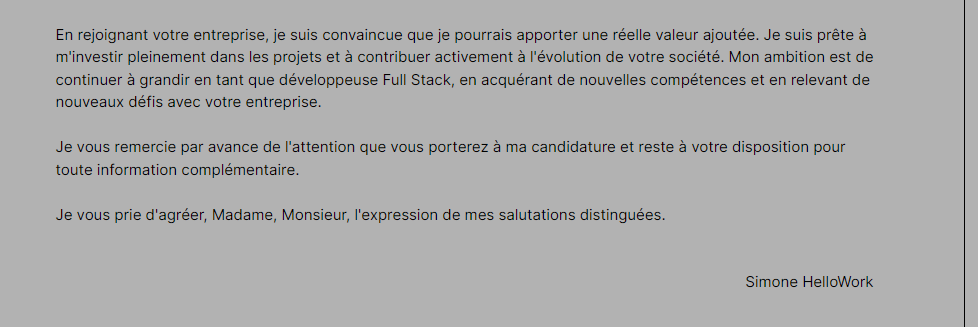 En rejoignant votre entreprise, je suis convaincue que je pourrais apporter une réelle valeur ajoutée. Je suis prête à
m'investir pleinement dans les projets et à contribuer activement à l'évolution de votre société. Mon ambition est de
continuer à grandir en tant que développeuse Full Stack, en acquérant de nouvelles compétences et en relevant de
nouveaux défis avec votre entreprise.
Je vous remercie par avance de l'attention que vous porterez à ma candidature et reste à votre disposition pour
toute information complémentaire.
Je vous prie d'agréer, Madame, Monsieur, l'expression de mes salutations distinguées.
Simone HelloWork